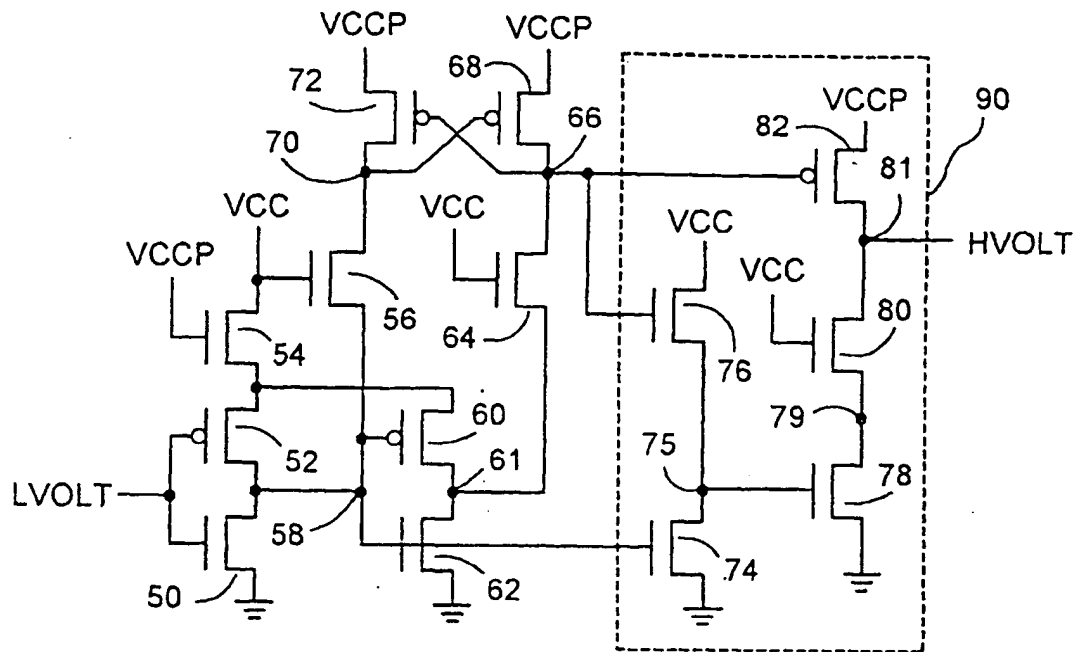 VCCP VCCP
72 68
VCCP 90
82
70 66 81
VCC VCC VCC HVOLT
VCCP VCC
56 64 80
54 76
60 79
52 75 61
LVOLT 78
58
50 62 74